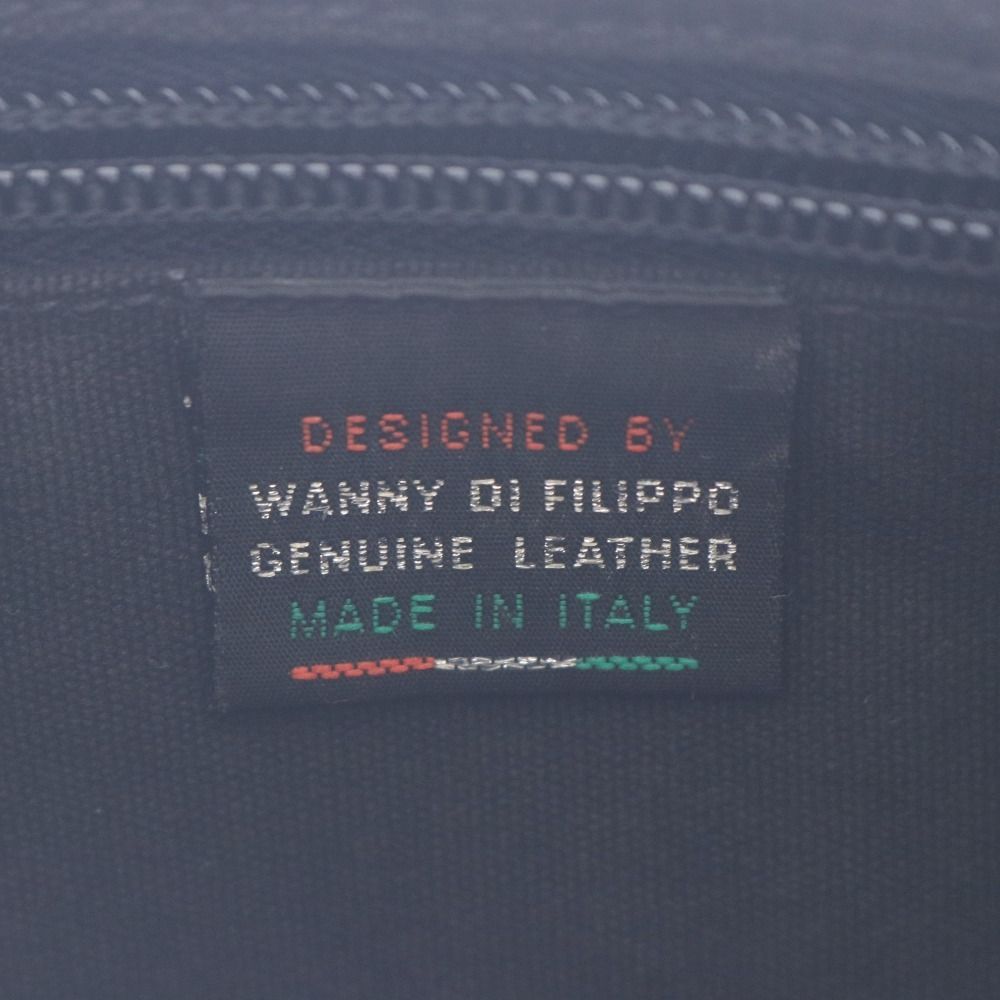 DESIGNED BY
WANNY DI FILIPPO
GENUINE LEATHER
MADE IN ITALY